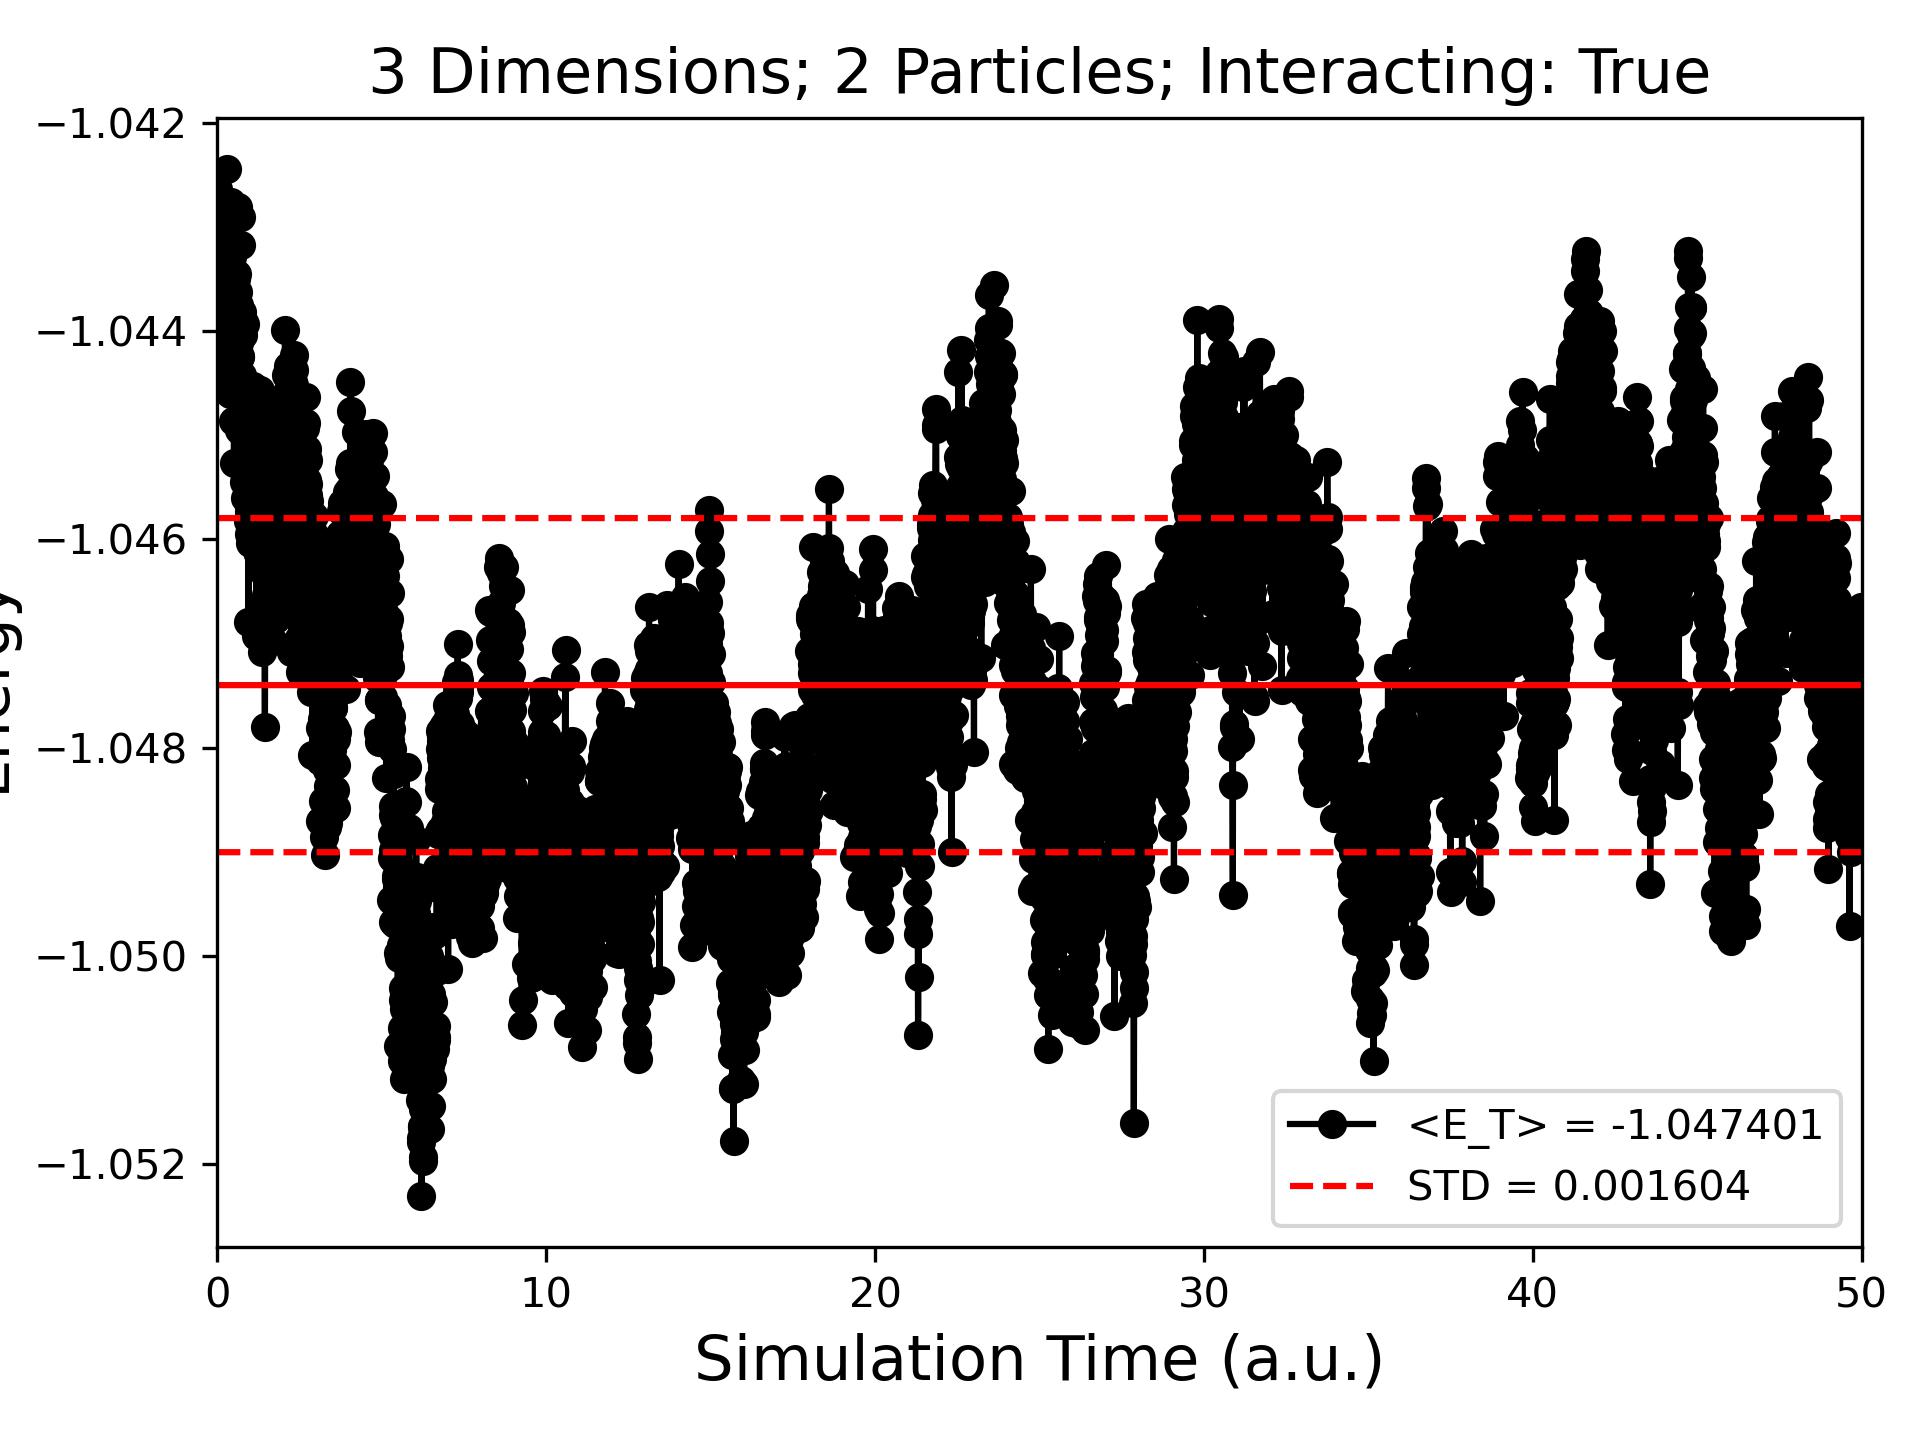 3 Dimensions; 2 Particles; Interacting: True
−1.042
−1.044
−1.046
−1.048
−1.050
−1.052
Energy
<E_T> = -1.047401
STD = 0.001604
0 10 20 30 40 50
Simulation Time (a.u.)